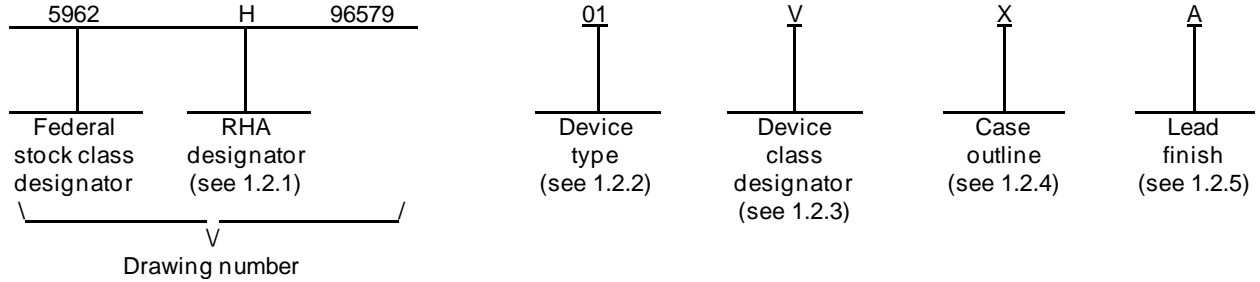 5962 H 96579 01 V X A
Federal stock class designator
RHA designator (see 1.2.1)
Device type (see 1.2.2)
Device class designator (see 1.2.3)
Case outline (see 1.2.4)
Lead finish (see 1.2.5)
Drawing number